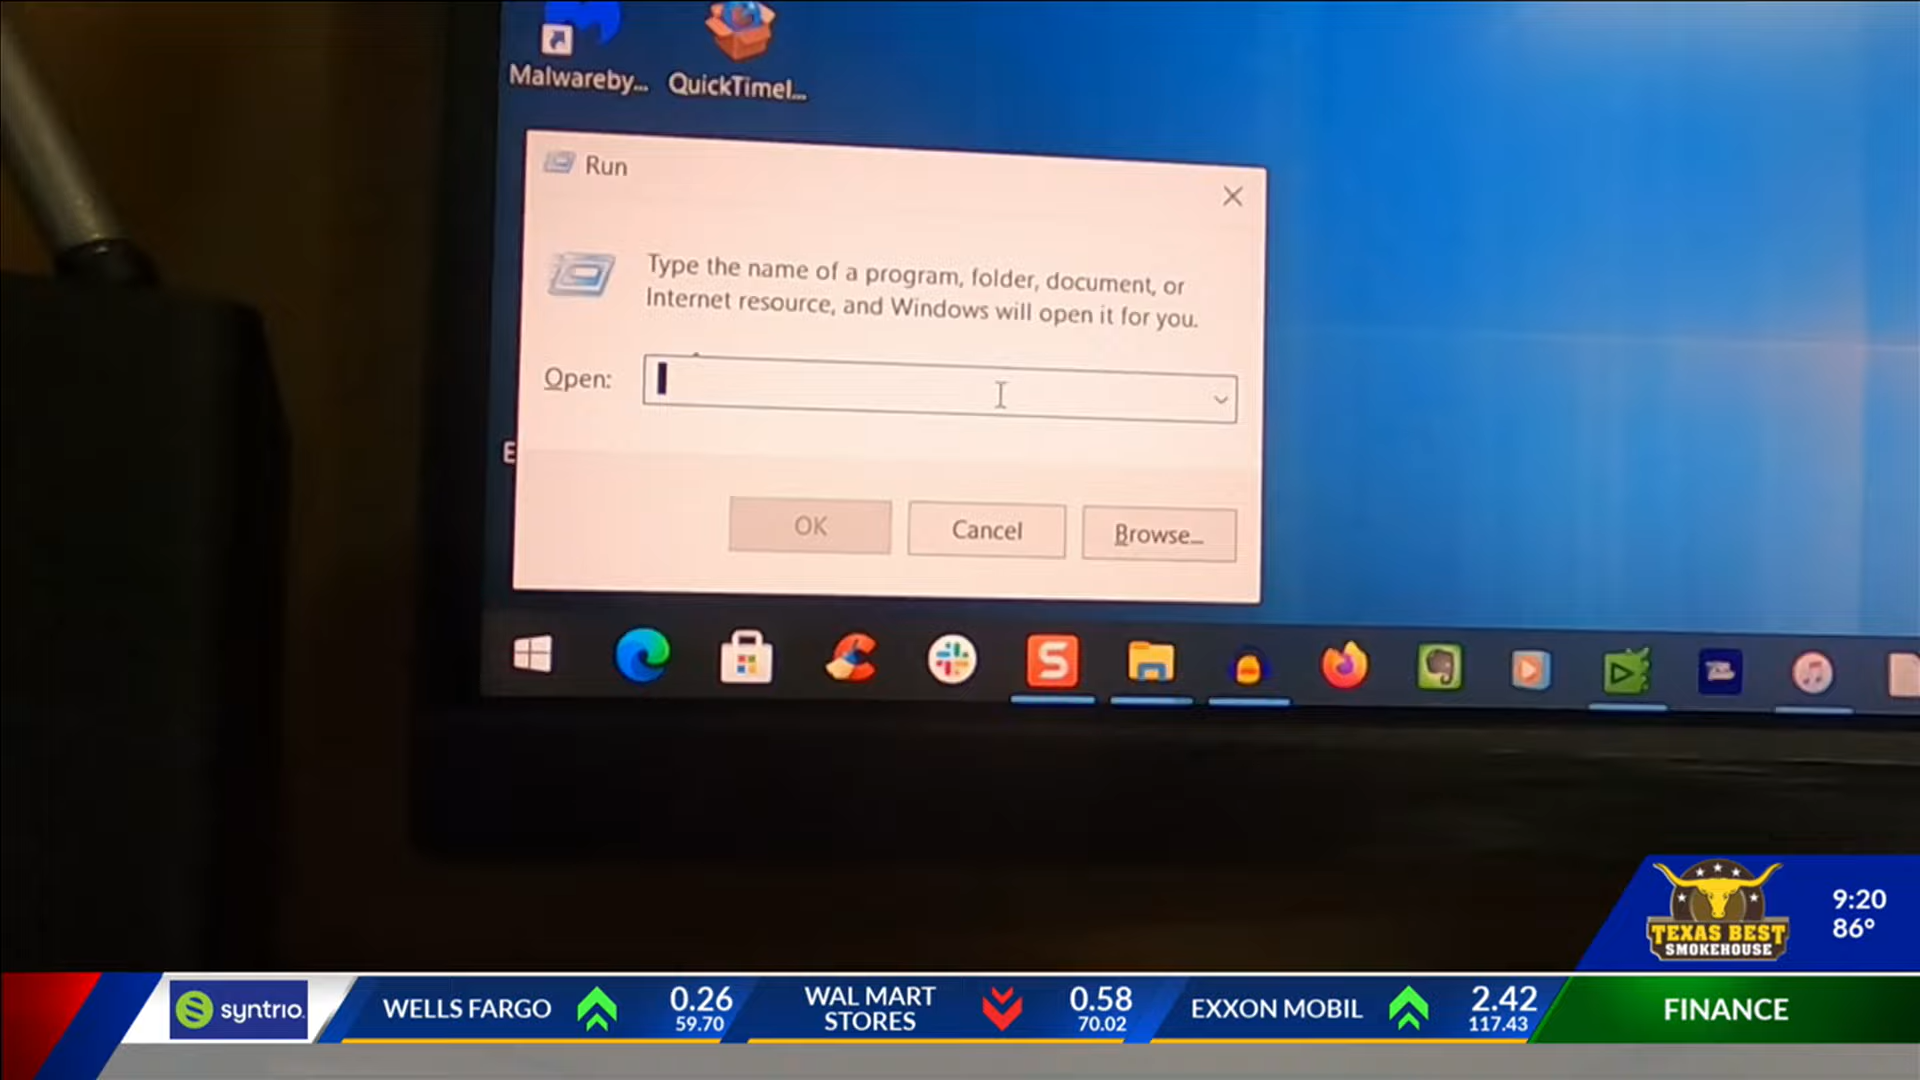 Malwareby...
QuickTimeI...
Run
Type the name of a program, folder, document, or
Internet resource, and Windows will open it for you.
Open:
E
OK
Cancel
Browse...
TEXAS BEST
SMOKEHOUSE
9:20
86°
syntrio
WELLS FARGO
0.26
59.70
WAL MART
STORES
0.58
70.02
EXXON MOBIL
2.42
117.43
FINANCE